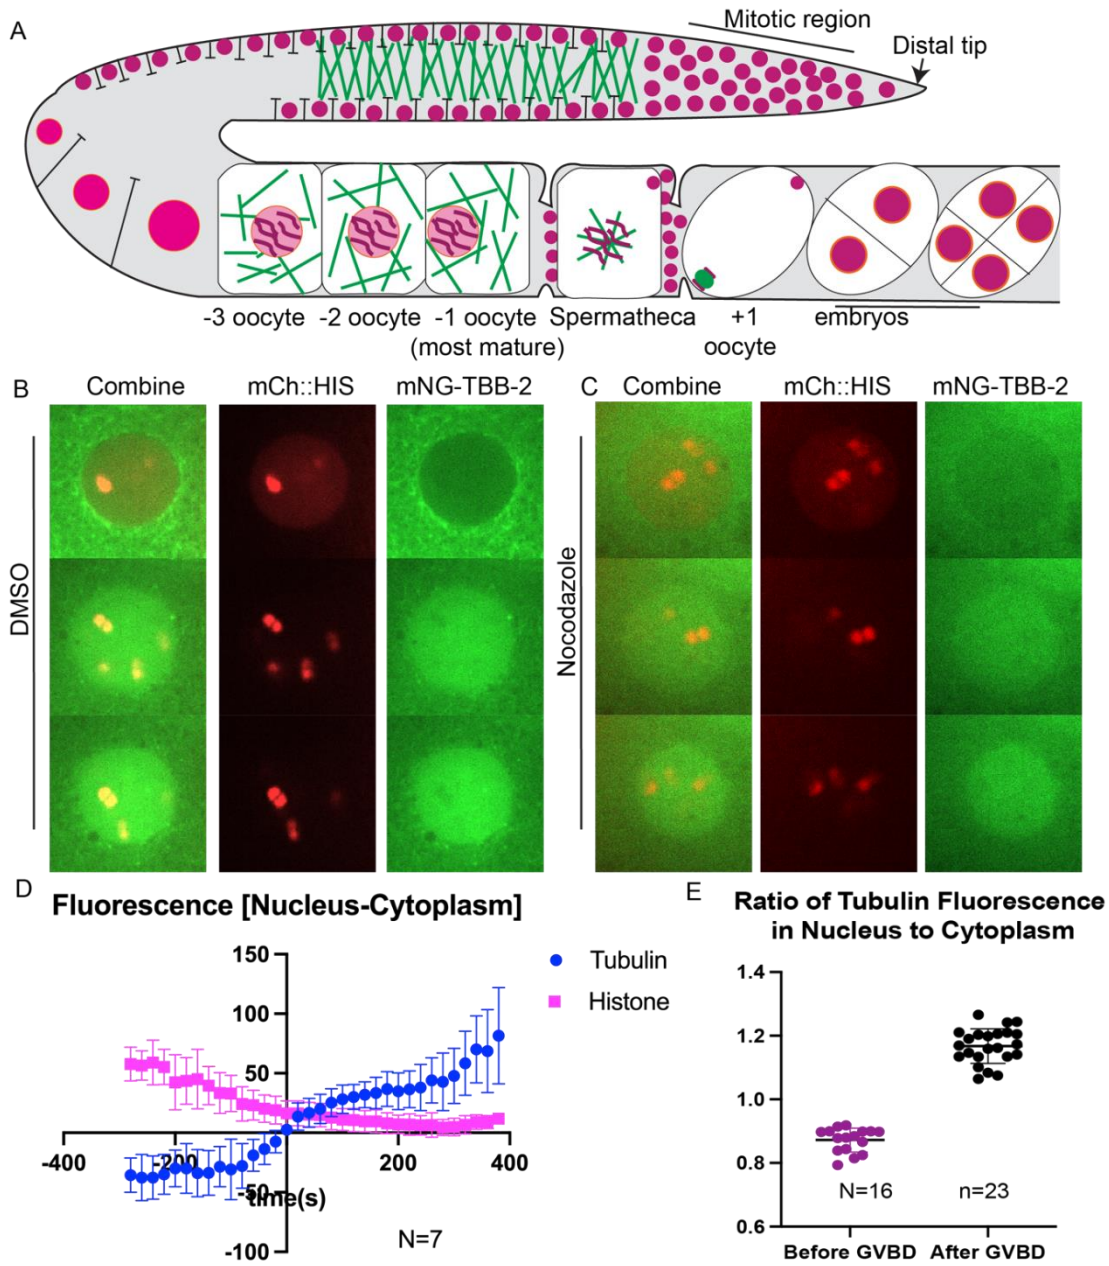 A
Mitotic region
Distal tip
-3 oocyte -2 oocyte -1 oocyte Spermatheca +1 embryos
(most mature) oocyte
B Combine mCh::HIS mNG-TBB-2
C Combine mCh::HIS mNG-TBB-2
DMSO
Nocodazole
D
Fluorescence [Nucleus-Cytoplasm]
150
100
50
-50
-100
-400 -200 200 400
time(s)
N=7
Tubulin
Histone
E Ratio of Tubulin Fluorescence
in Nucleus to Cytoplasm
1.4
1.2
1.0
0.8
0.6
N=16 n=23
Before GVBD After GVBD